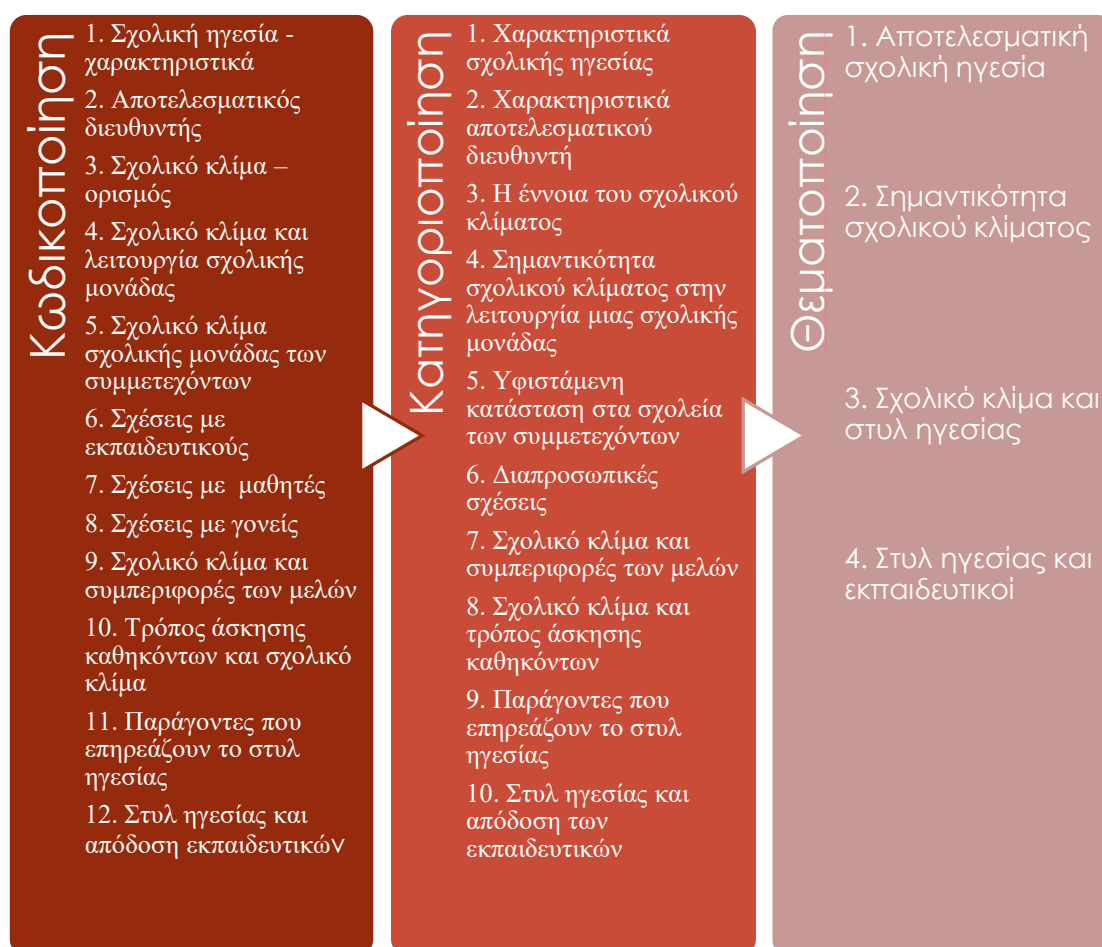 Κωδικοποίηση
1. Σχολική ηγεσία -
χαρακτηριστικά
2. Αποτελεσματικός
διευθυντής
3. Σχολικό κλίμα –
ορισμός
4. Σχολικό κλίμα και
λειτουργία σχολικής
μονάδας
5. Σχολικό κλίμα
σχολικής μονάδας των
συμμετεχόντων
6. Σχέσεις με
εκπαιδευτικούς
7. Σχέσεις με μαθητές
8. Σχέσεις με γονείς
9. Σχολικό κλίμα και
συμπεριφορές των μελών
10. Τρόπος άσκησης
καθηκόντων και σχολικό
κλίμα
11. Παράγοντες που
επηρεάζουν το στυλ
ηγεσίας
12. Στυλ ηγεσίας και
απόδοση εκπαιδευτικών
Κατηγοριοποίηση
1. Χαρακτηριστικά
σχολικής ηγεσίας
2. Χαρακτηριστικά
αποτελεσματικού
διευθυντή
3. Η έννοια του σχολικού
κλίματος
4. Σημαντικότητα
σχολικού κλίματος στην
λειτουργία μιας σχολικής
μονάδας
5. Υφιστάμενη
κατάσταση στα σχολεία
των συμμετεχόντων
6. Διαπροσωπικές
σχέσεις
7. Σχολικό κλίμα και
συμπεριφορές των μελών
8. Σχολικό κλίμα και
τρόπος άσκησης
καθηκόντων
9. Παράγοντες που
επηρεάζουν το στυλ
ηγεσίας
10. Στυλ ηγεσίας και
απόδοση των
εκπαιδευτικών
Θεματοποίηση
1. Αποτελεσματική
σχολική ηγεσία
2. Σημαντικότητα
σχολικού κλίματος
3. Σχολικό κλίμα και
στυλ ηγεσίας
4. Στυλ ηγεσίας και
εκπαιδευτικοί